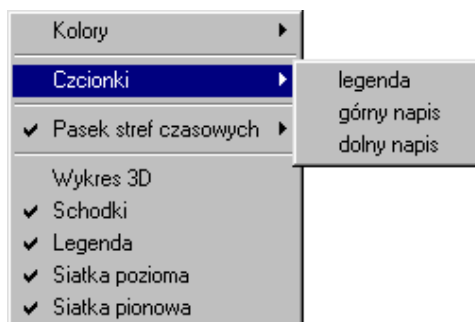 Kolory
Czcionki
legenda
górny napis
dolny napis
Pasek stref czasowych
Wykres 3D
Schodki
Legenda
Siatka pozioma
Siatka pionowa